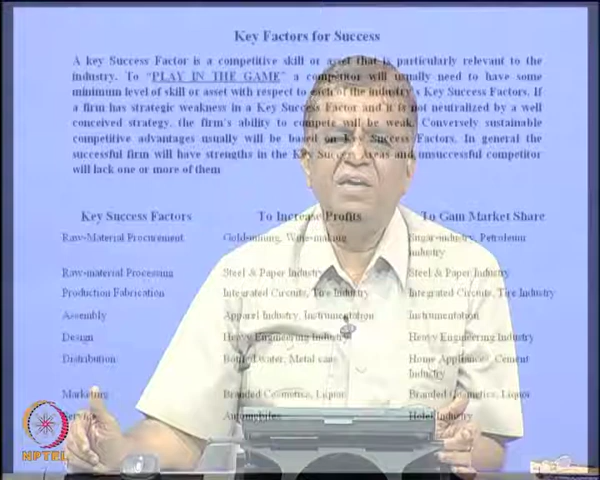 Key Factors for Success
A key Success Factor is a competitive skill or asset that is particularly relevant to the
industry. To "PLAY IN THE GAME" a competitor will usually need to have some
minimum level of skill or asset with respect to each of the industry s Key Success Factors. If
a firm has strategic weakness in a Key Success Factor and it is not neutralized by a well
conceived strategy, the firm's ability to compete will be weak. Conversely sustainable
competitive advantages usually will be based on Key Success Factors. In general the
successful firm will have strengths in the Key Success Areas and unsuccessful competitor
will lack one or more of them
Key Success Factors To Increase Profits To Gain Market Share
Raw-Material Procurement Gold-mining, Wine-making Sugar-industry, Petroleum
industry
Raw-material Processing Steel & Paper Industry Steel & Paper Industry
Production Fabrication Integrated Circuits, Tire Industry Integrated Circuits, Tire Industry
Assembly Apparel Industry, Instrumentation Instrumentation
Design Heavy Engineering Industry Heavy Engineering Industry
Distribution Bottled water, Metal cans Home Appliances, Cement
Industry
Marketing Branded Cosmetics, Liquor Branded Cosmetics, Liquor
Service Automobiles Hotel Industry
NPTEL